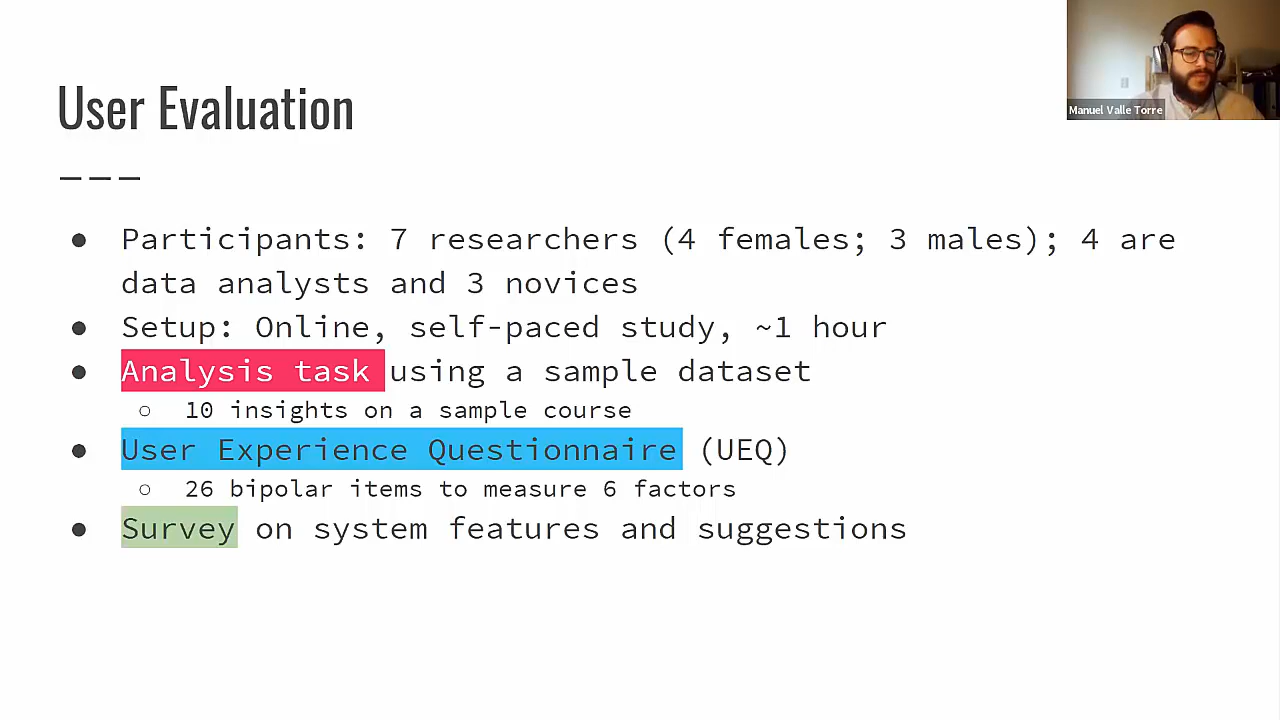 User Evaluation
Manuel Valle Torre
● Participants: 7 researchers (4 females; 3 males); 4 are
data analysts and 3 novices
● Setup: Online, self-paced study, ~1 hour
● Analysis task using a sample dataset
○ 10 insights on a sample course
● User Experience Questionnaire (UEQ)
○ 26 bipolar items to measure 6 factors
● Survey on system features and suggestions